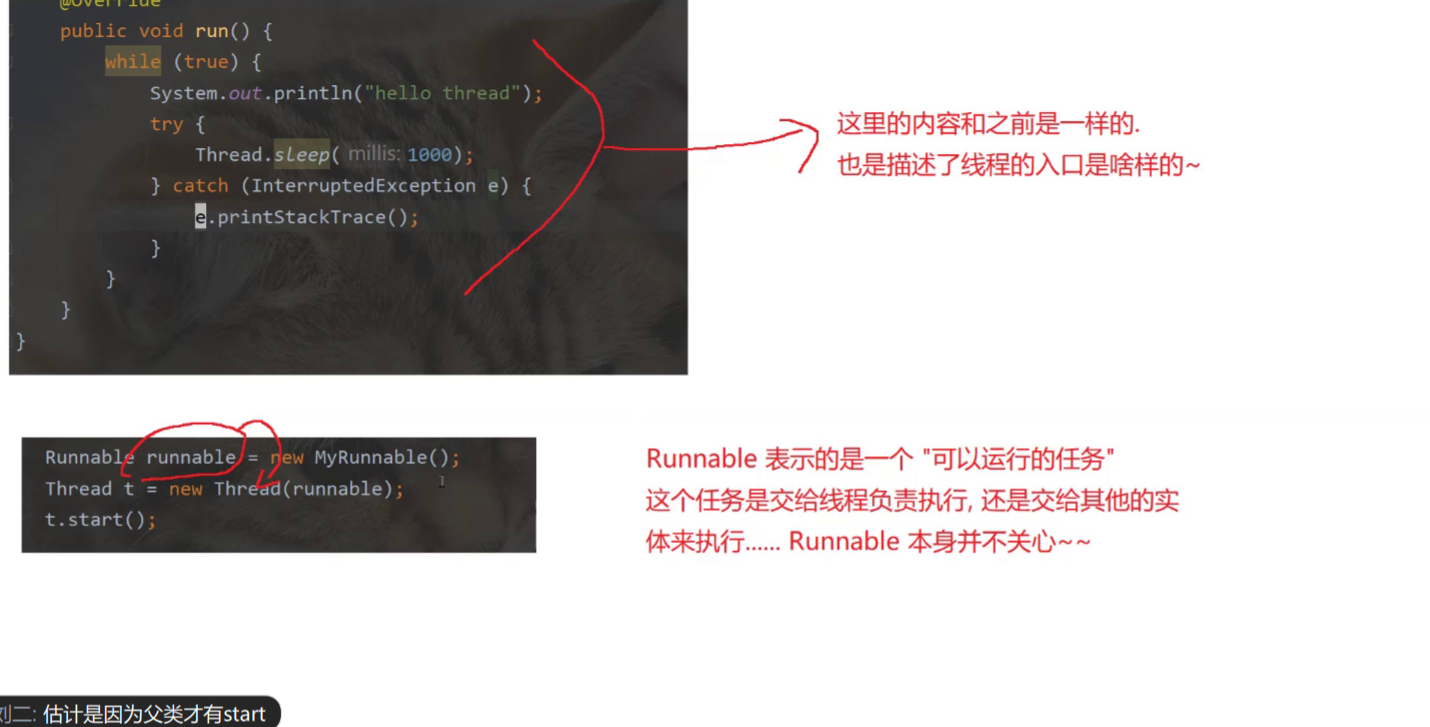 @Override
public void run() {
while (true) {
System.out.println("hello thread");
try {
Thread.sleep( millis: 1000);
} catch (InterruptedException e) {
e.printStackTrace();
}
}
}
}
这里的内容和之前是一样的.
也是描述了线程的入口是啥样的~
Runnable runnable = new MyRunnable();
Thread t = new Thread(runnable);
t.start();
Runnable 表示的是一个 "可以运行的任务"
这个任务是交给线程负责执行, 还是交给其他的实
体来执行...... Runnable 本身并不关心~~
刘二: 估计是因为父类才有start